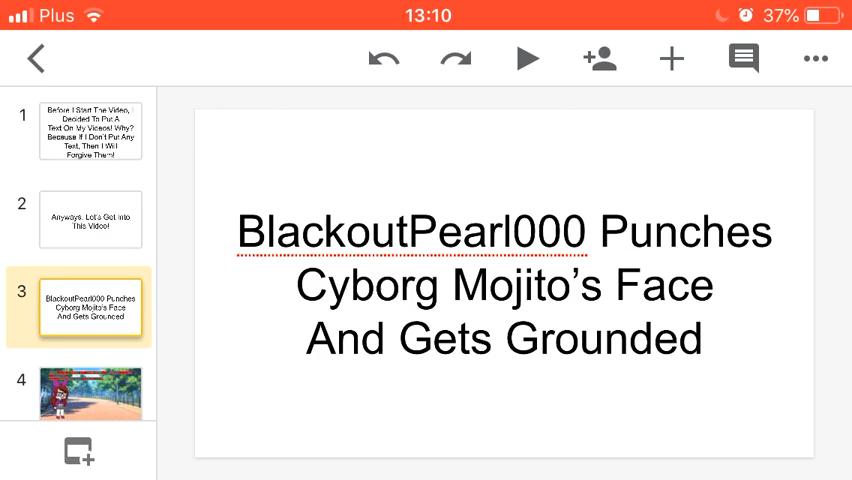 Plus
13:10
37%
1
Before I Start The Video, I
Decided To Put A
Text On My Videos! Why?
Because If I Don't Put Any
Text, Then I Will
Forgive Them!
2
Anyways, Let's Get Into
This Video!
3
BlackoutPearl000 Punches
Cyborg Mojito's Face
And Gets Grounded
4
BlackoutPearl000 Punches
Cyborg Mojito’s Face
And Gets Grounded